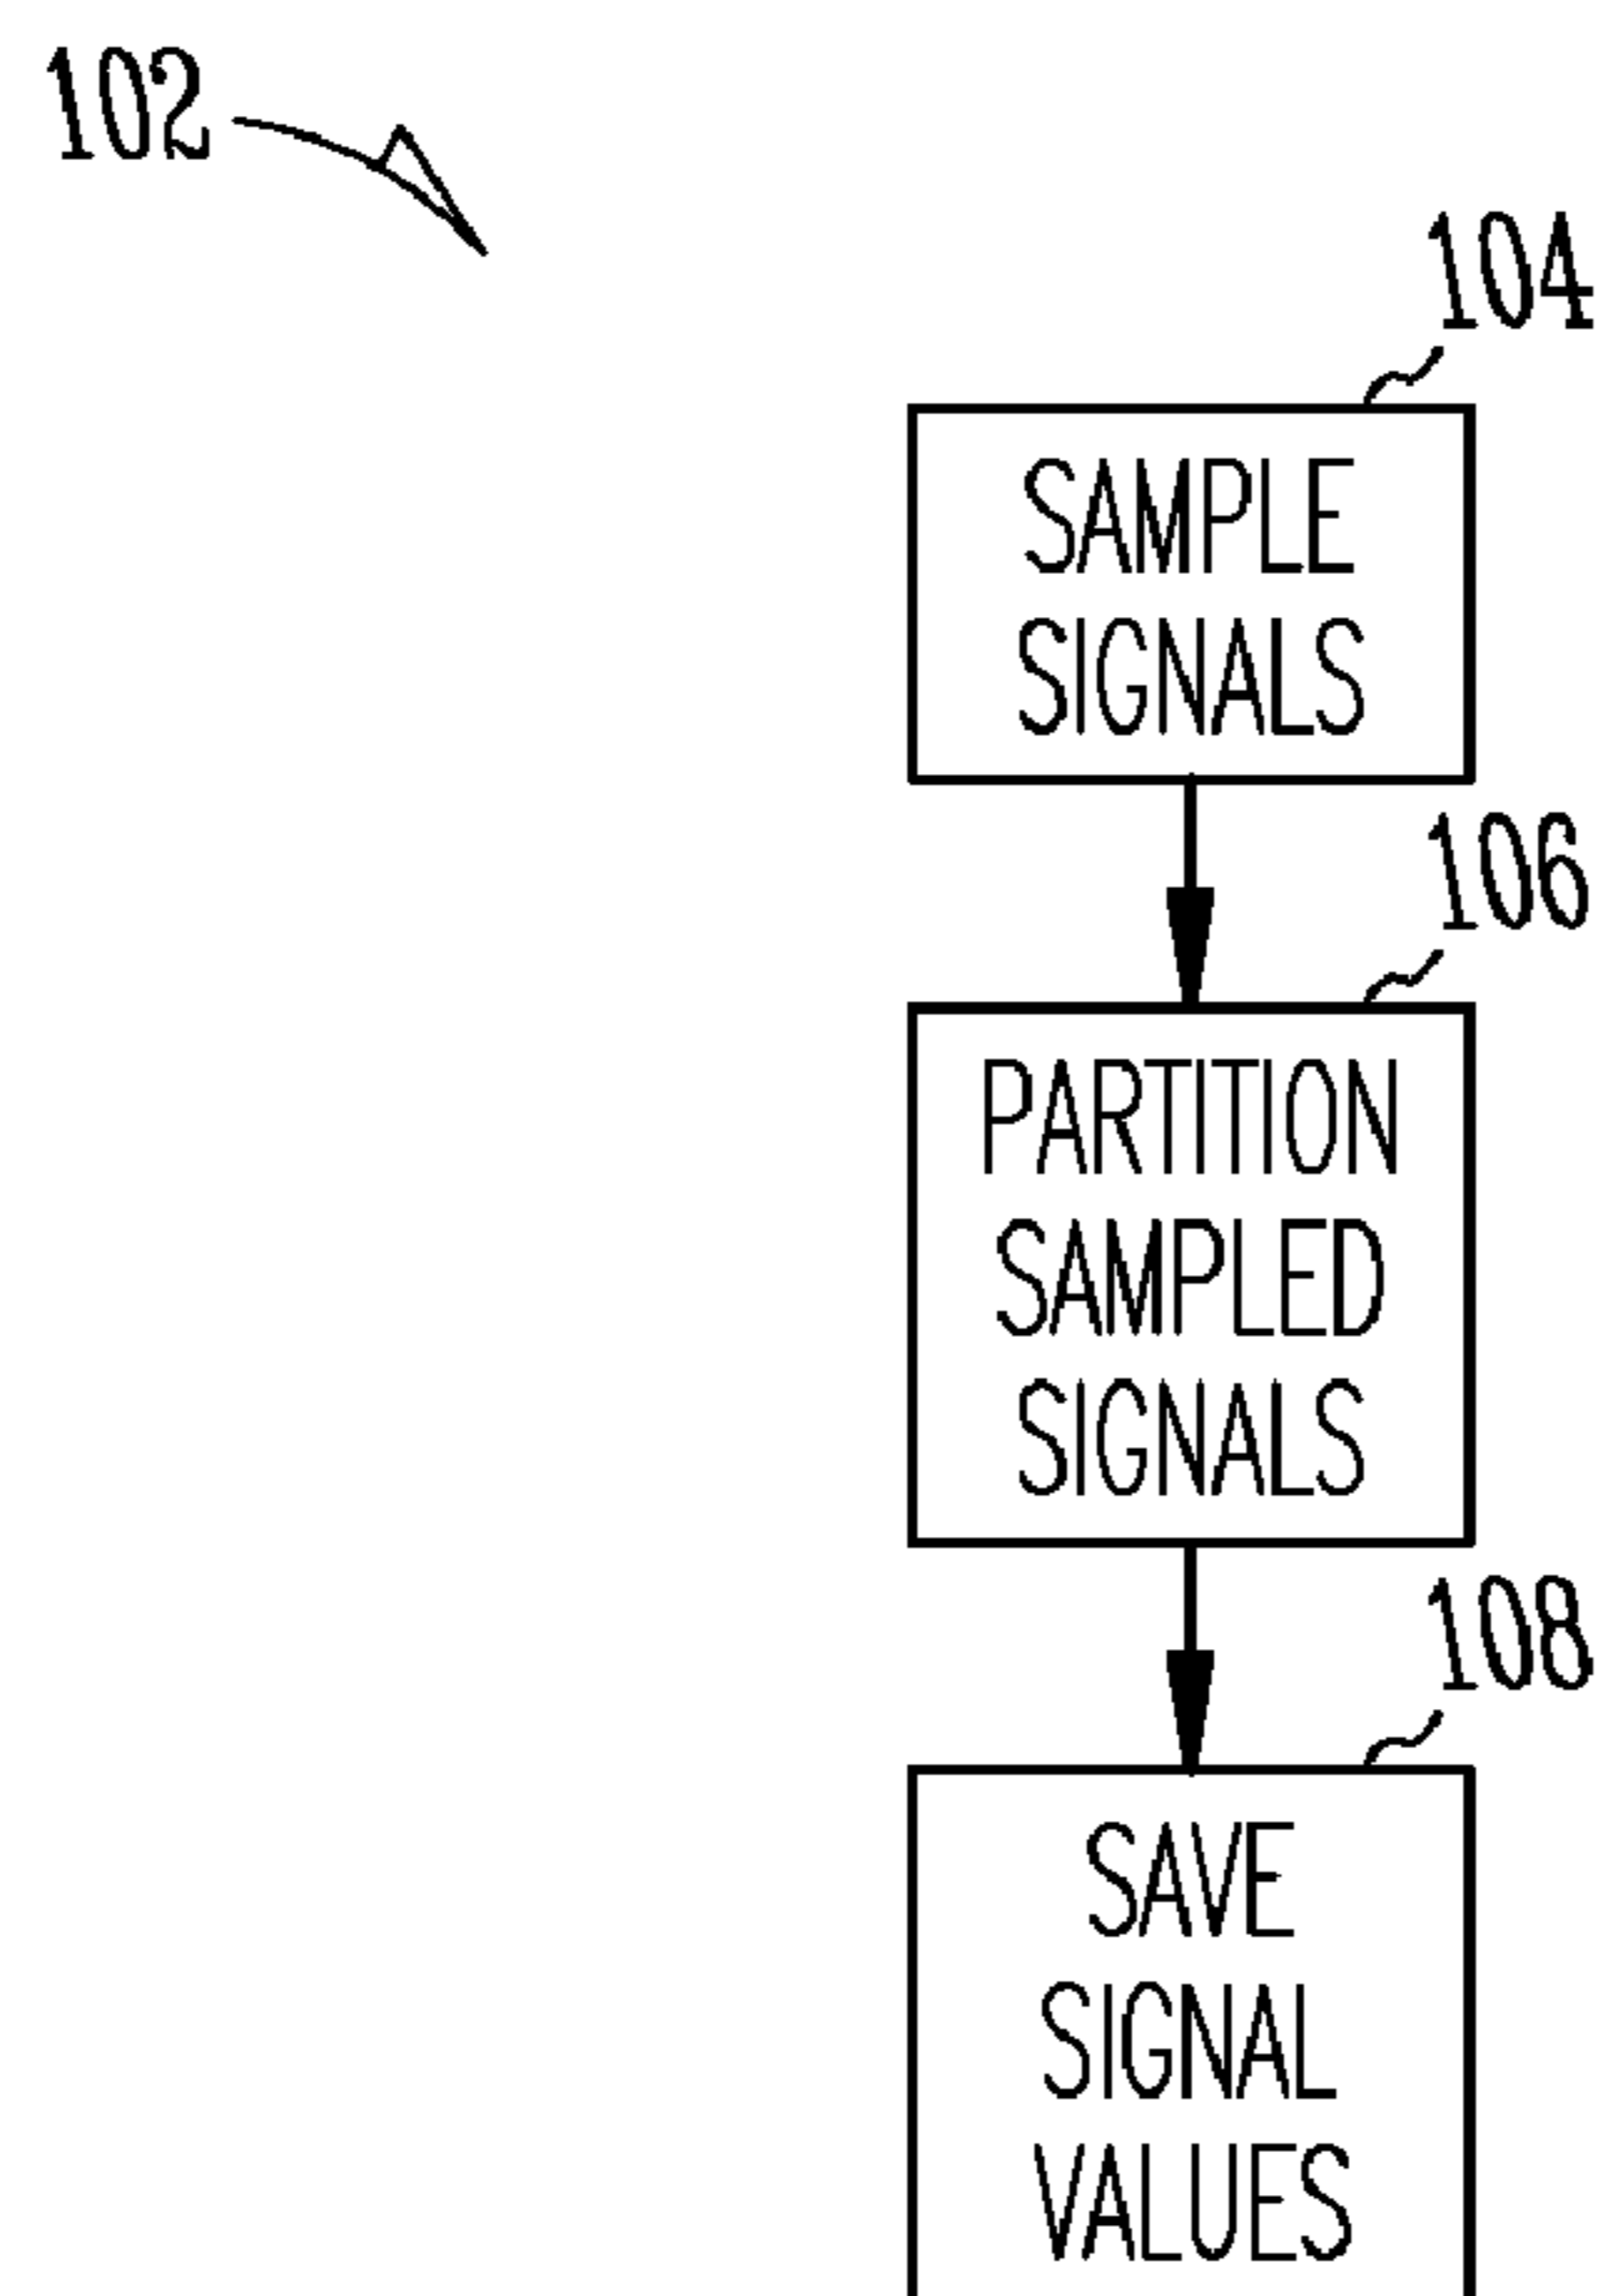 102
104
SAMPLE
SIGNALS
106
PARTITION
SAMPLED
SIGNALS
108
SAVE
SIGNAL
VALUES